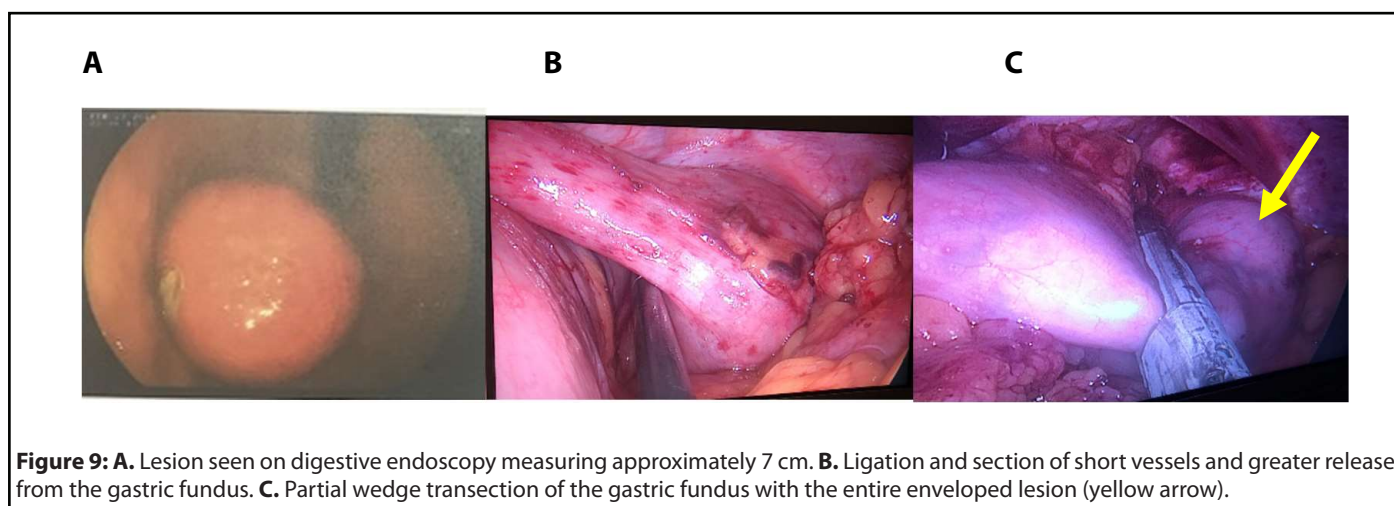 A B C
Figure 9: A. Lesion seen on digestive endoscopy measuring approximately 7 cm. B. Ligation and section of short vessels and greater release
from the gastric fundus. C. Partial wedge transection of the gastric fundus with the entire enveloped lesion (yellow arrow).